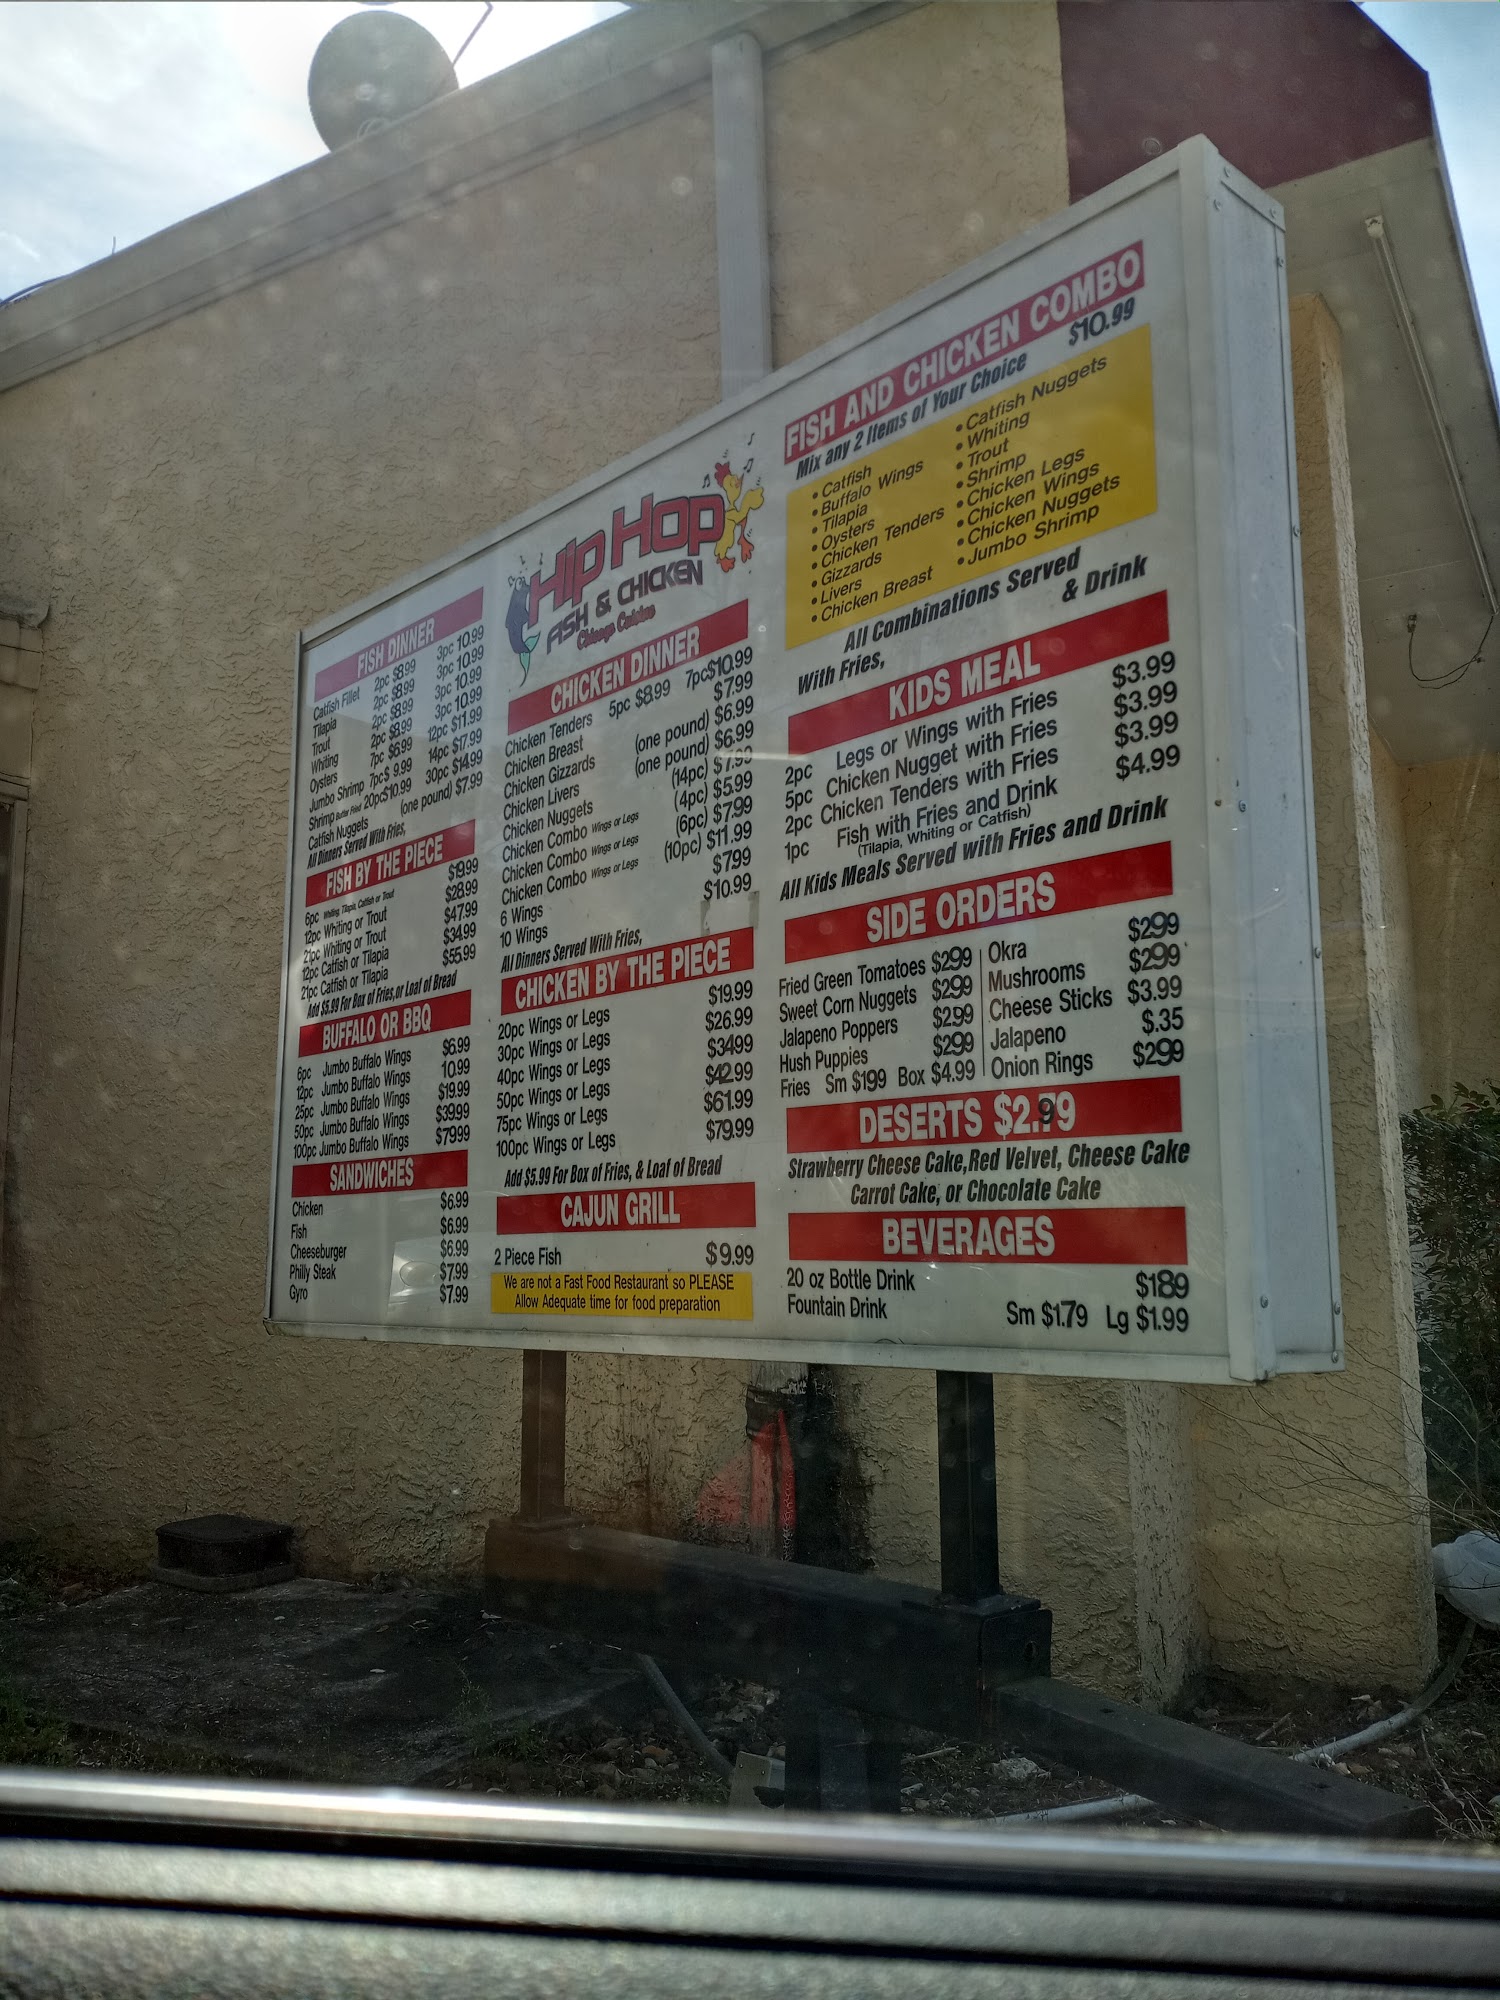 FISH DINNER
Catfish Fillet 2pc $8.99 3pc 10.99
Tilapia 2pc $8.99 3pc 10.99
Trout 2pc $8.99 3pc 10.99
Whiting 2pc $8.99 3pc 10.99
Oysters 7pc $6.99 12pc $11.99
Jumbo Shrimp 7pc $ 9.99 14pc $17.99
Shrimp Butter Fried 20pc$10.99 30pc $14.99
Catfish Nuggets (one pound) $7.99
All Dinners Served With Fries,
FISH BY THE PIECE
6pc Whiting, Tilapia, Catfish or Trout $19.99
12pc Whiting or Trout $28.99
21pc Whiting or Trout $47.99
12pc Catfish or Tilapia $34.99
21pc Catfish or Tilapia $55.99
Add $5.99 For Box of Fries,or Loaf of Bread
BUFFALO OR BBQ
6pc Jumbo Buffalo Wings $6.99
12pc Jumbo Buffalo Wings 10.99
25pc Jumbo Buffalo Wings $19.99
50pc Jumbo Buffalo Wings $3999
100pc Jumbo Buffalo Wings $7999
SANDWICHES
Chicken $6.99
Fish $6.99
Cheeseburger $6.99
Philly Steak $7.99
Gyro $7.99
HIP HOP
FISH & CHICKEN
Chicago Cuisine
CHICKEN DINNER
Chicken Tenders 5pc $8.99 7pc$10.99
Chicken Breast $7.99
Chicken Gizzards (one pound) $6.99
Chicken Livers (one pound) $6.99
Chicken Nuggets (14pc) $7.99
Chicken Combo Wings or Legs (4pc) $5.99
Chicken Combo Wings or Legs (6pc) $7.99
Chicken Combo Wings or Legs (10pc) $11.99
6 Wings $799
10 Wings $10.99
All Dinners Served With Fries,
CHICKEN BY THE PIECE
20pc Wings or Legs $19.99
30pc Wings or Legs $26.99
40pc Wings or Legs $3499
50pc Wings or Legs $42.99
75pc Wings or Legs $61.99
100pc Wings or Legs $79.99
Add $5.99 For Box of Fries, & Loaf of Bread
CAJUN GRILL
2 Piece Fish $9.99
We are not a Fast Food Restaurant so PLEASE
Allow Adequate time for food preparation
FISH AND CHICKEN COMBO
Mix any 2 Items of Your Choice $10.99
• Catfish
• Buffalo Wings
• Tilapia
• Oysters
• Chicken Tenders
• Gizzards
• Livers
• Chicken Breast
• Catfish Nuggets
• Whiting
• Trout
• Shrimp
• Chicken Legs
• Chicken Wings
• Chicken Nuggets
• Jumbo Shrimp
All Combinations Served
With Fries, & Drink
KIDS MEAL
2pc Legs or Wings with Fries $3.99
5pc Chicken Nugget with Fries $3.99
2pc Chicken Tenders with Fries $3.99
1pc Fish with Fries and Drink $4.99
(Tilapia, Whiting or Catfish)
All Kids Meals Served with Fries and Drink
SIDE ORDERS
Fried Green Tomatoes $299
Sweet Corn Nuggets $299
Jalapeno Poppers $2.99
Hush Puppies $299
Fries Sm $199 Box $4.99
Okra $299
Mushrooms $299
Cheese Sticks $3.99
Jalapeno $.35
Onion Rings $299
DESERTS $2.99
Strawberry Cheese Cake,Red Velvet, Cheese Cake
Carrot Cake, or Chocolate Cake
BEVERAGES
20 oz Bottle Drink $189
Fountain Drink Sm $1.79 Lg $1.99